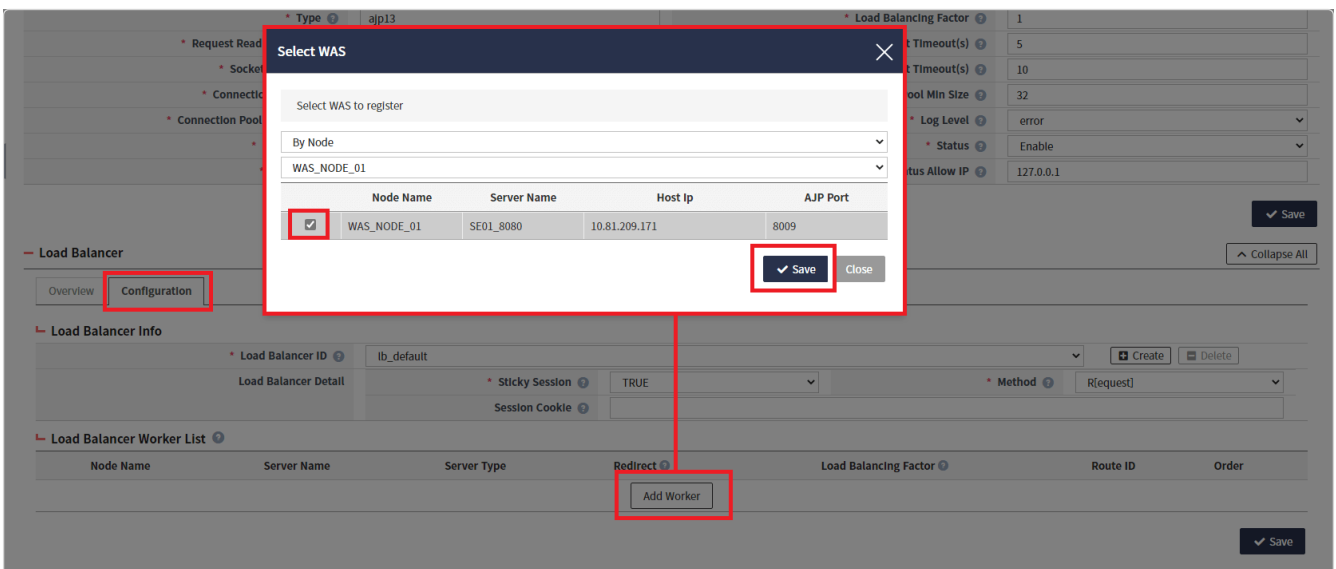 * Type ajp13 * Load Balancing Factor 1
* Request Read t Timeout(s) 5
* Socket t Timeout(s) 10
* Connectio ool Min Size 32
* Connection Pool * Log Level error
* * Status Enable
* tus Allow IP 127.0.0.1
Save
Select WAS
Select WAS to register
By Node
WAS_NODE_01
Node Name Server Name Host Ip AJP Port
WAS_NODE_01 SE01_8080 10.81.209.171 8009
Save Close
Load Balancer Collapse All
Overview Configuration
Load Balancer Info
* Load Balancer ID lb_default Create Delete
Load Balancer Detail * Sticky Session TRUE * Method R[equest]
Session Cookie
Load Balancer Worker List
Node Name Server Name Server Type Redirect Load Balancing Factor Route ID Order
Add Worker
Save